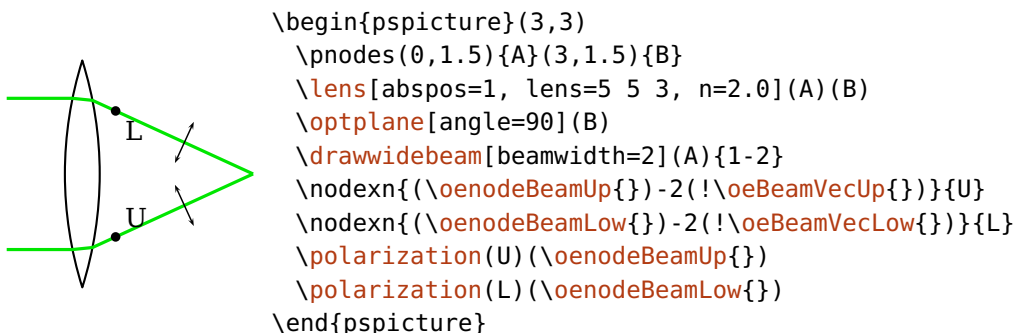 L
U
\begin{pspicture}(3,3)
\pnodes(0,1.5){A}(3,1.5){B}
\lens[abspos=1, lens=5 5 3, n=2.0](A)(B)
\optplane[angle=90](B)
\drawwidebeam[beamwidth=2](A){1-2}
\nodexn{(\oenodeBeamUp{})-2(!\oeBeamVecUp{})}{U}
\nodexn{(\oenodeBeamLow{})-2(!\oeBeamVecLow{})}{L}
\polarization(U)(\oenodeBeamUp{})
\polarization(L)(\oenodeBeamLow{})
\end{pspicture}